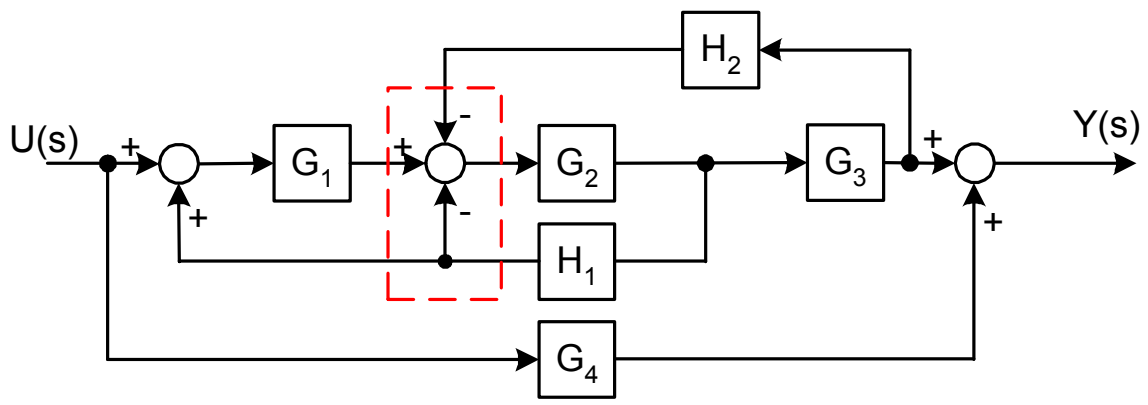 H₂
-
U(s)
+
G₁
+
G₂
G₃
+
Y(s)
+
-
+
H₁
G₄